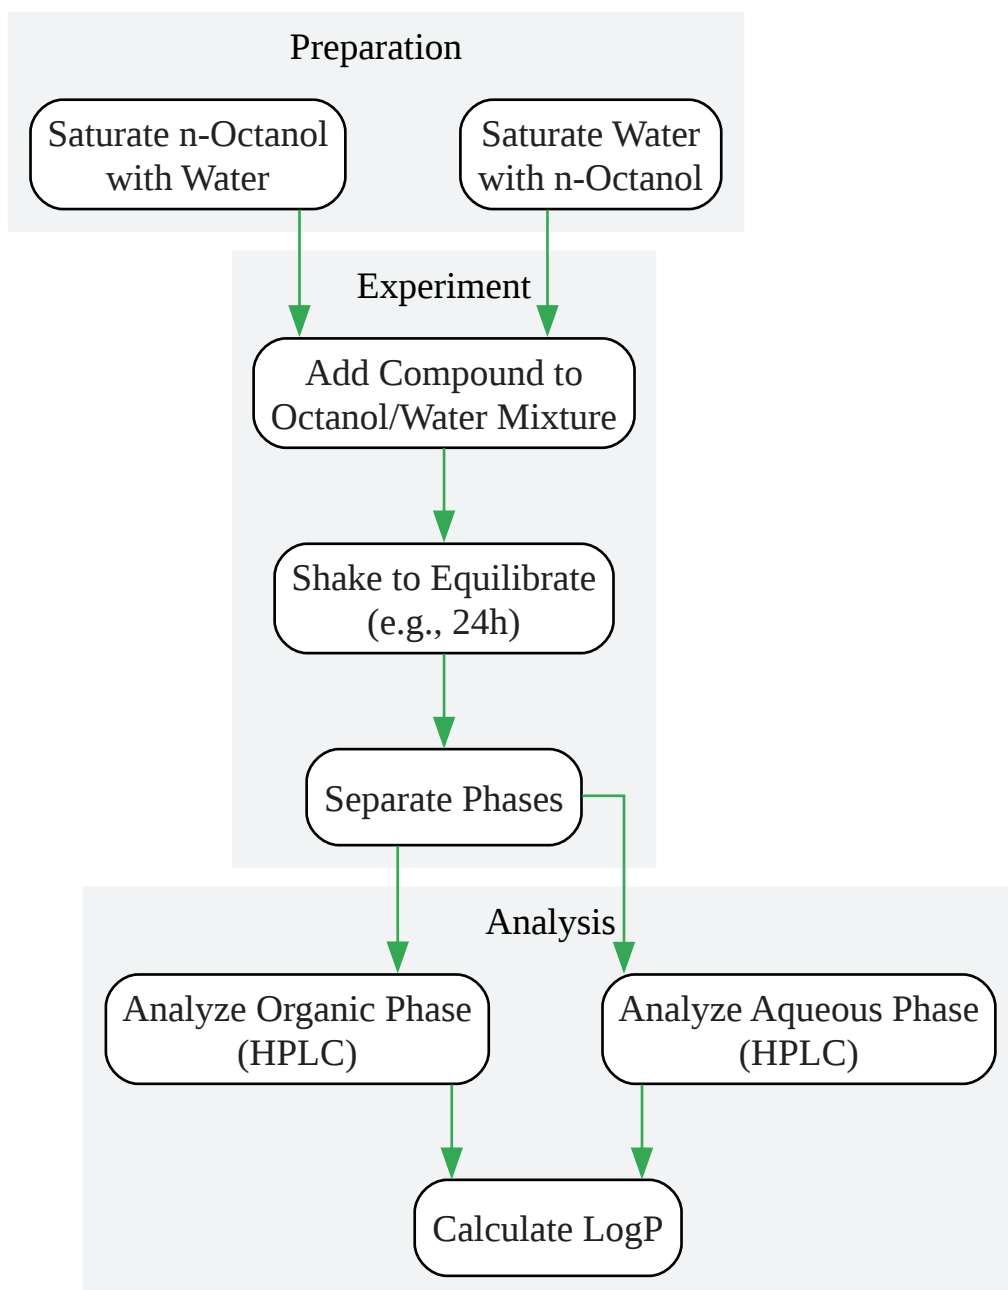 Preparation
Saturate n-Octanol
with Water
Saturate Water
with n-Octanol
Experiment
Add Compound to
Octanol/Water Mixture
Shake to Equilibrate
(e.g., 24h)
Separate Phases
Analysis
Analyze Organic Phase
(HPLC)
Analyze Aqueous Phase
(HPLC)
Calculate LogP